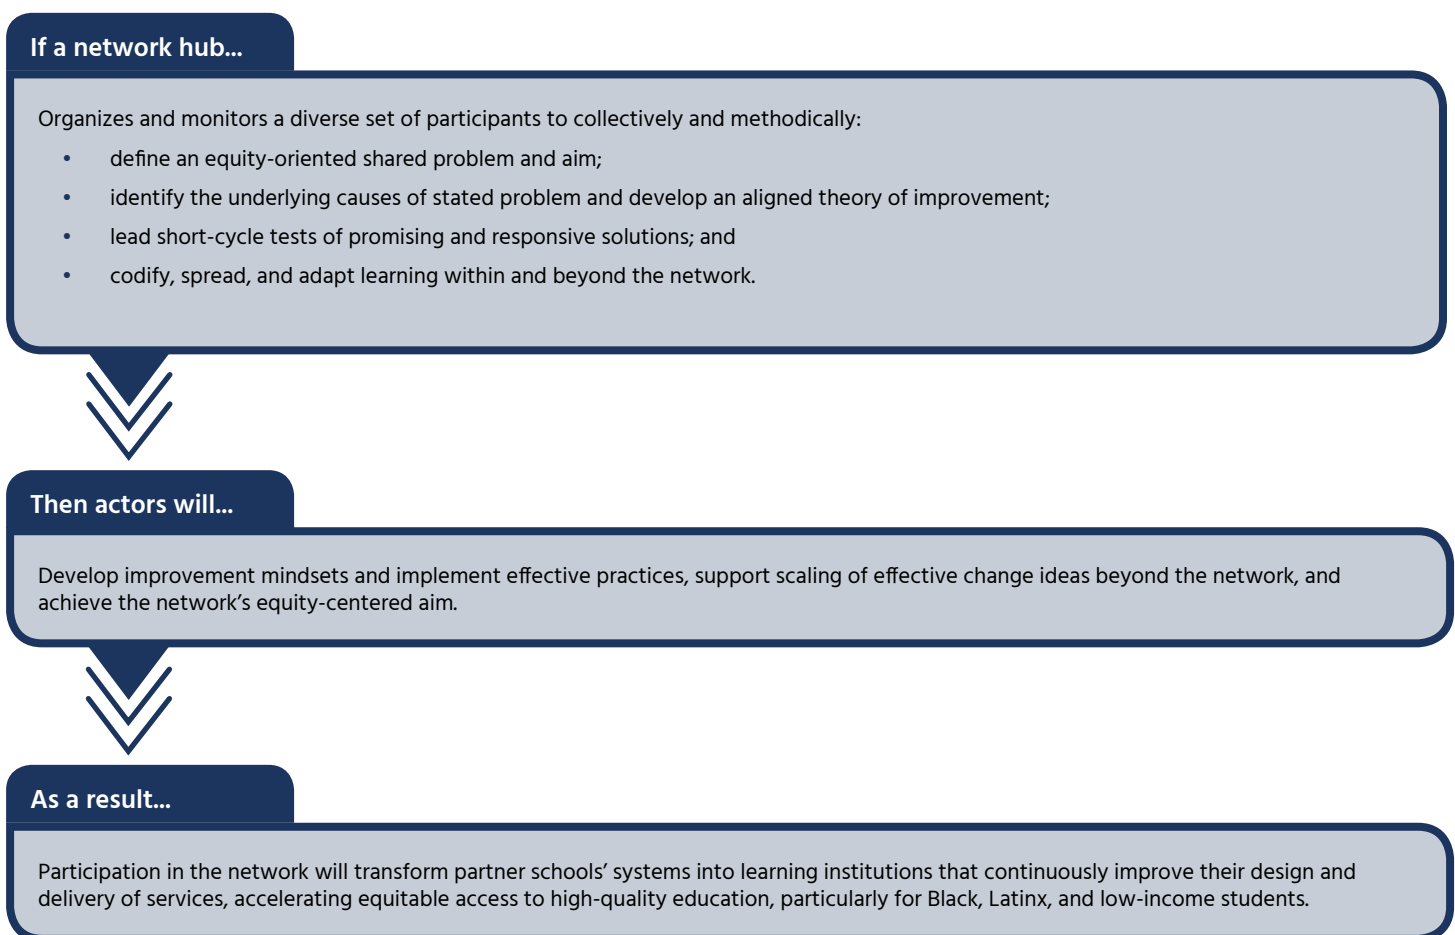 If a network hub...
Organizes and monitors a diverse set of participants to collectively and methodically:
• define an equity-oriented shared problem and aim;
• identify the underlying causes of stated problem and develop an aligned theory of improvement;
• lead short-cycle tests of promising and responsive solutions; and
• codify, spread, and adapt learning within and beyond the network.
Then actors will...
Develop improvement mindsets and implement effective practices, support scaling of effective change ideas beyond the network, and
achieve the network’s equity-centered aim.
As a result...
Participation in the network will transform partner schools’ systems into learning institutions that continuously improve their design and
delivery of services, accelerating equitable access to high-quality education, particularly for Black, Latinx, and low-income students.